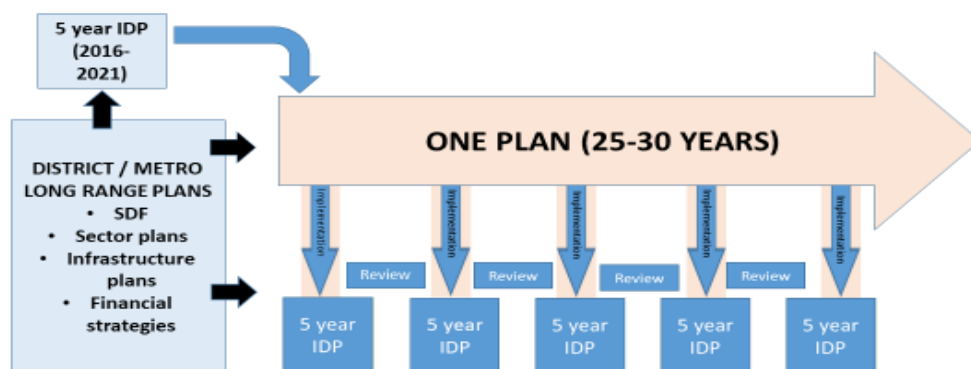 5 year IDP
(2016-
2021)
DISTRICT / METRO
LONG RANGE PLANS
• SDF
• Sector plans
• Infrastructure
plans
• Financial
strategies
ONE PLAN (25-30 YEARS)
Implementation
Implementation
Implementation
Implementation
Implementation
Review
Review
Review
Review
5 year
IDP
5 year
IDP
5 year
IDP
5 year
IDP
5 year
IDP